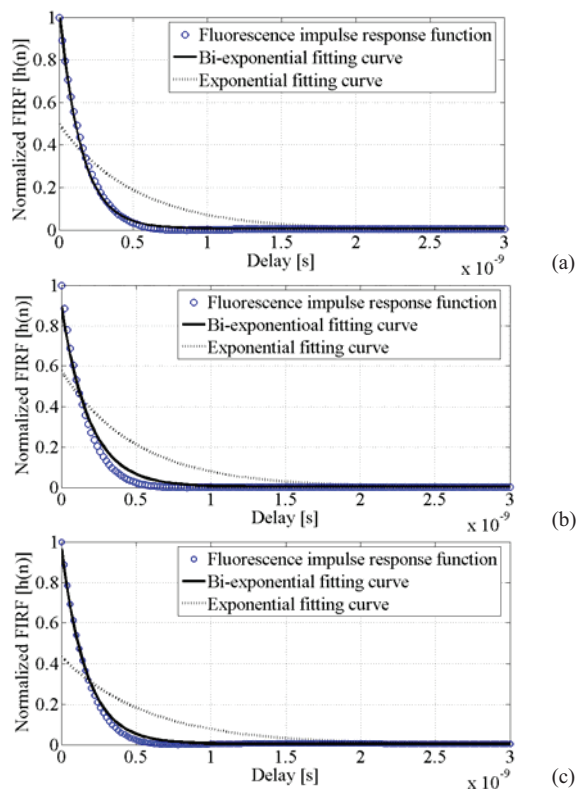 Normalized FIRF [h(n)]
1
0.8
0.6
0.4
0.2
0
Fluorescence impulse response function
Bi-exponential fitting curve
Exponential fitting curve
0 0.5 1 1.5 2 2.5 3
Delay [s]
x 10⁻⁹
(a)
Normalized FIRF [h(n)]
1
0.8
0.6
0.4
0.2
0
Fluorescence impulse response function
Bi-exponentioal fitting curve
Exponential fitting curve
0 0.5 1 1.5 2 2.5 3
Delay [s]
x 10⁻⁹
(b)
Normalized FIRF [h(n)]
1
0.8
0.6
0.4
0.2
0
Fluorescence impulse response function
Bi-exponential fitting curve
Exponential fitting curve
0 0.5 1 1.5 2 2.5 3
Delay [s]
x 10⁻⁹
(c)